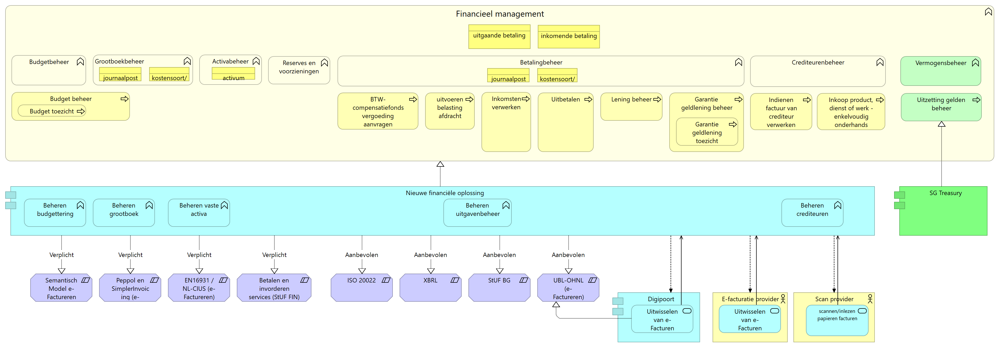 Financieel management
uitgaande betaling
inkomende betaling
Budgetbeheer
Grootboekbeheer
journaalpost
kostensoort/
Activabeheer
activum
Reserves en
voorzieningen
Betalingbeheer
journaalpost
kostensoort/
Crediteurenbeheer
Vermogensbeheer
Budget beheer
Budget toezicht
BTW-
compensatiefonds
vergoeding
aanvragen
uitvoeren
belasting
afdracht
Inkomsten
verwerken
Uitbetalen
Lening beheer
Garantie
geldlening beheer
Garantie
geldlening
toezicht
Indienen
factuur van
crediteur
verwerken
Inkoop product,
dienst of werk -
enkelvoudig
onderhands
Uitzetting gelden
beheer
Nieuwe financiële oplossing
Beheren
budgettering
Beheren
grootboek
Beheren vaste
activa
Beheren
uitgavenbeheer
Beheren
crediteuren
SG Treasury
Verplicht
Verplicht
Verplicht
Verplicht
Aanbevolen
Aanbevolen
Aanbevolen
Aanbevolen
Semantisch
Model e-
Factureren
Peppol en
SimplerInvoic
ing (e-
EN16931 /
NL-CIUS (e-
Factureren)
Betalen en
invorderen
services (StUF FIN)
ISO 20022
XBRL
StUF BG
UBL-OHNL
(e-
Factureren)
Digipoort
Uitwisselen
van e-
Facturen
E-facturatie provider
Uitwisselen
van e-
Facturen
Scan provider
scannen/inlezen
papieren facturen